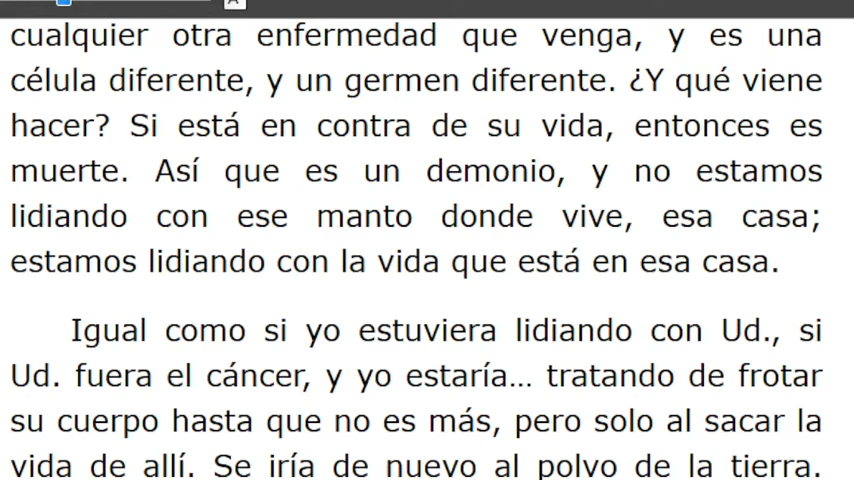 cualquier otra enfermedad que venga, y es una
célula diferente, y un germen diferente. ¿Y qué viene
hacer? Si está en contra de su vida, entonces es
muerte. Así que es un demonio, y no estamos
lidiando con ese manto donde vive, esa casa;
estamos lidiando con la vida que está en esa casa.
Igual como si yo estuviera lidiando con Ud., si
Ud. fuera el cáncer, y yo estaría... tratando de frotar
su cuerpo hasta que no es más, pero solo al sacar la
vida de allí. Se iría de nuevo al polvo de la tierra.